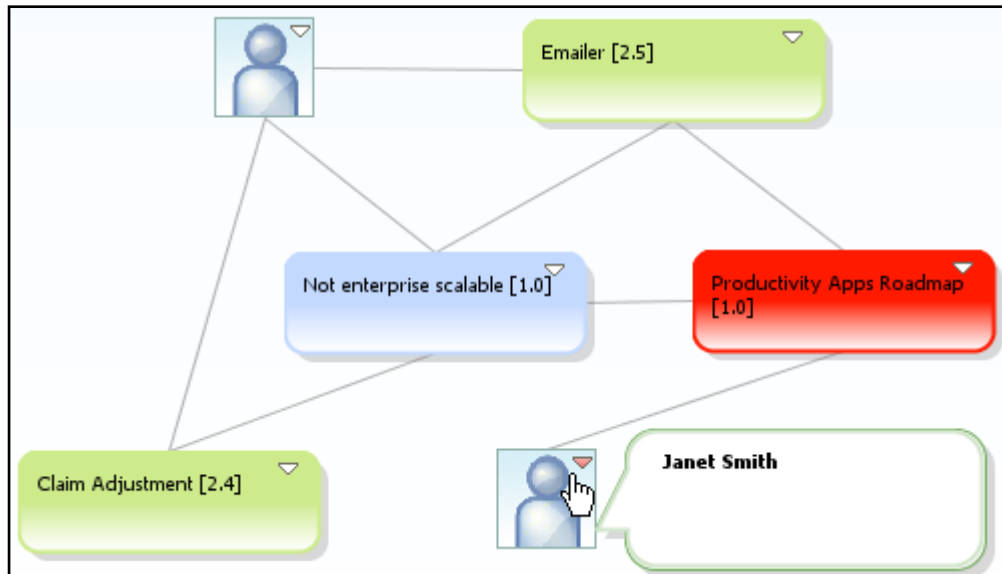 Emailer [2.5]
Not enterprise scalable [1.0]
Productivity Apps Roadmap
[1.0]
Claim Adjustment [2.4]
Janet Smith